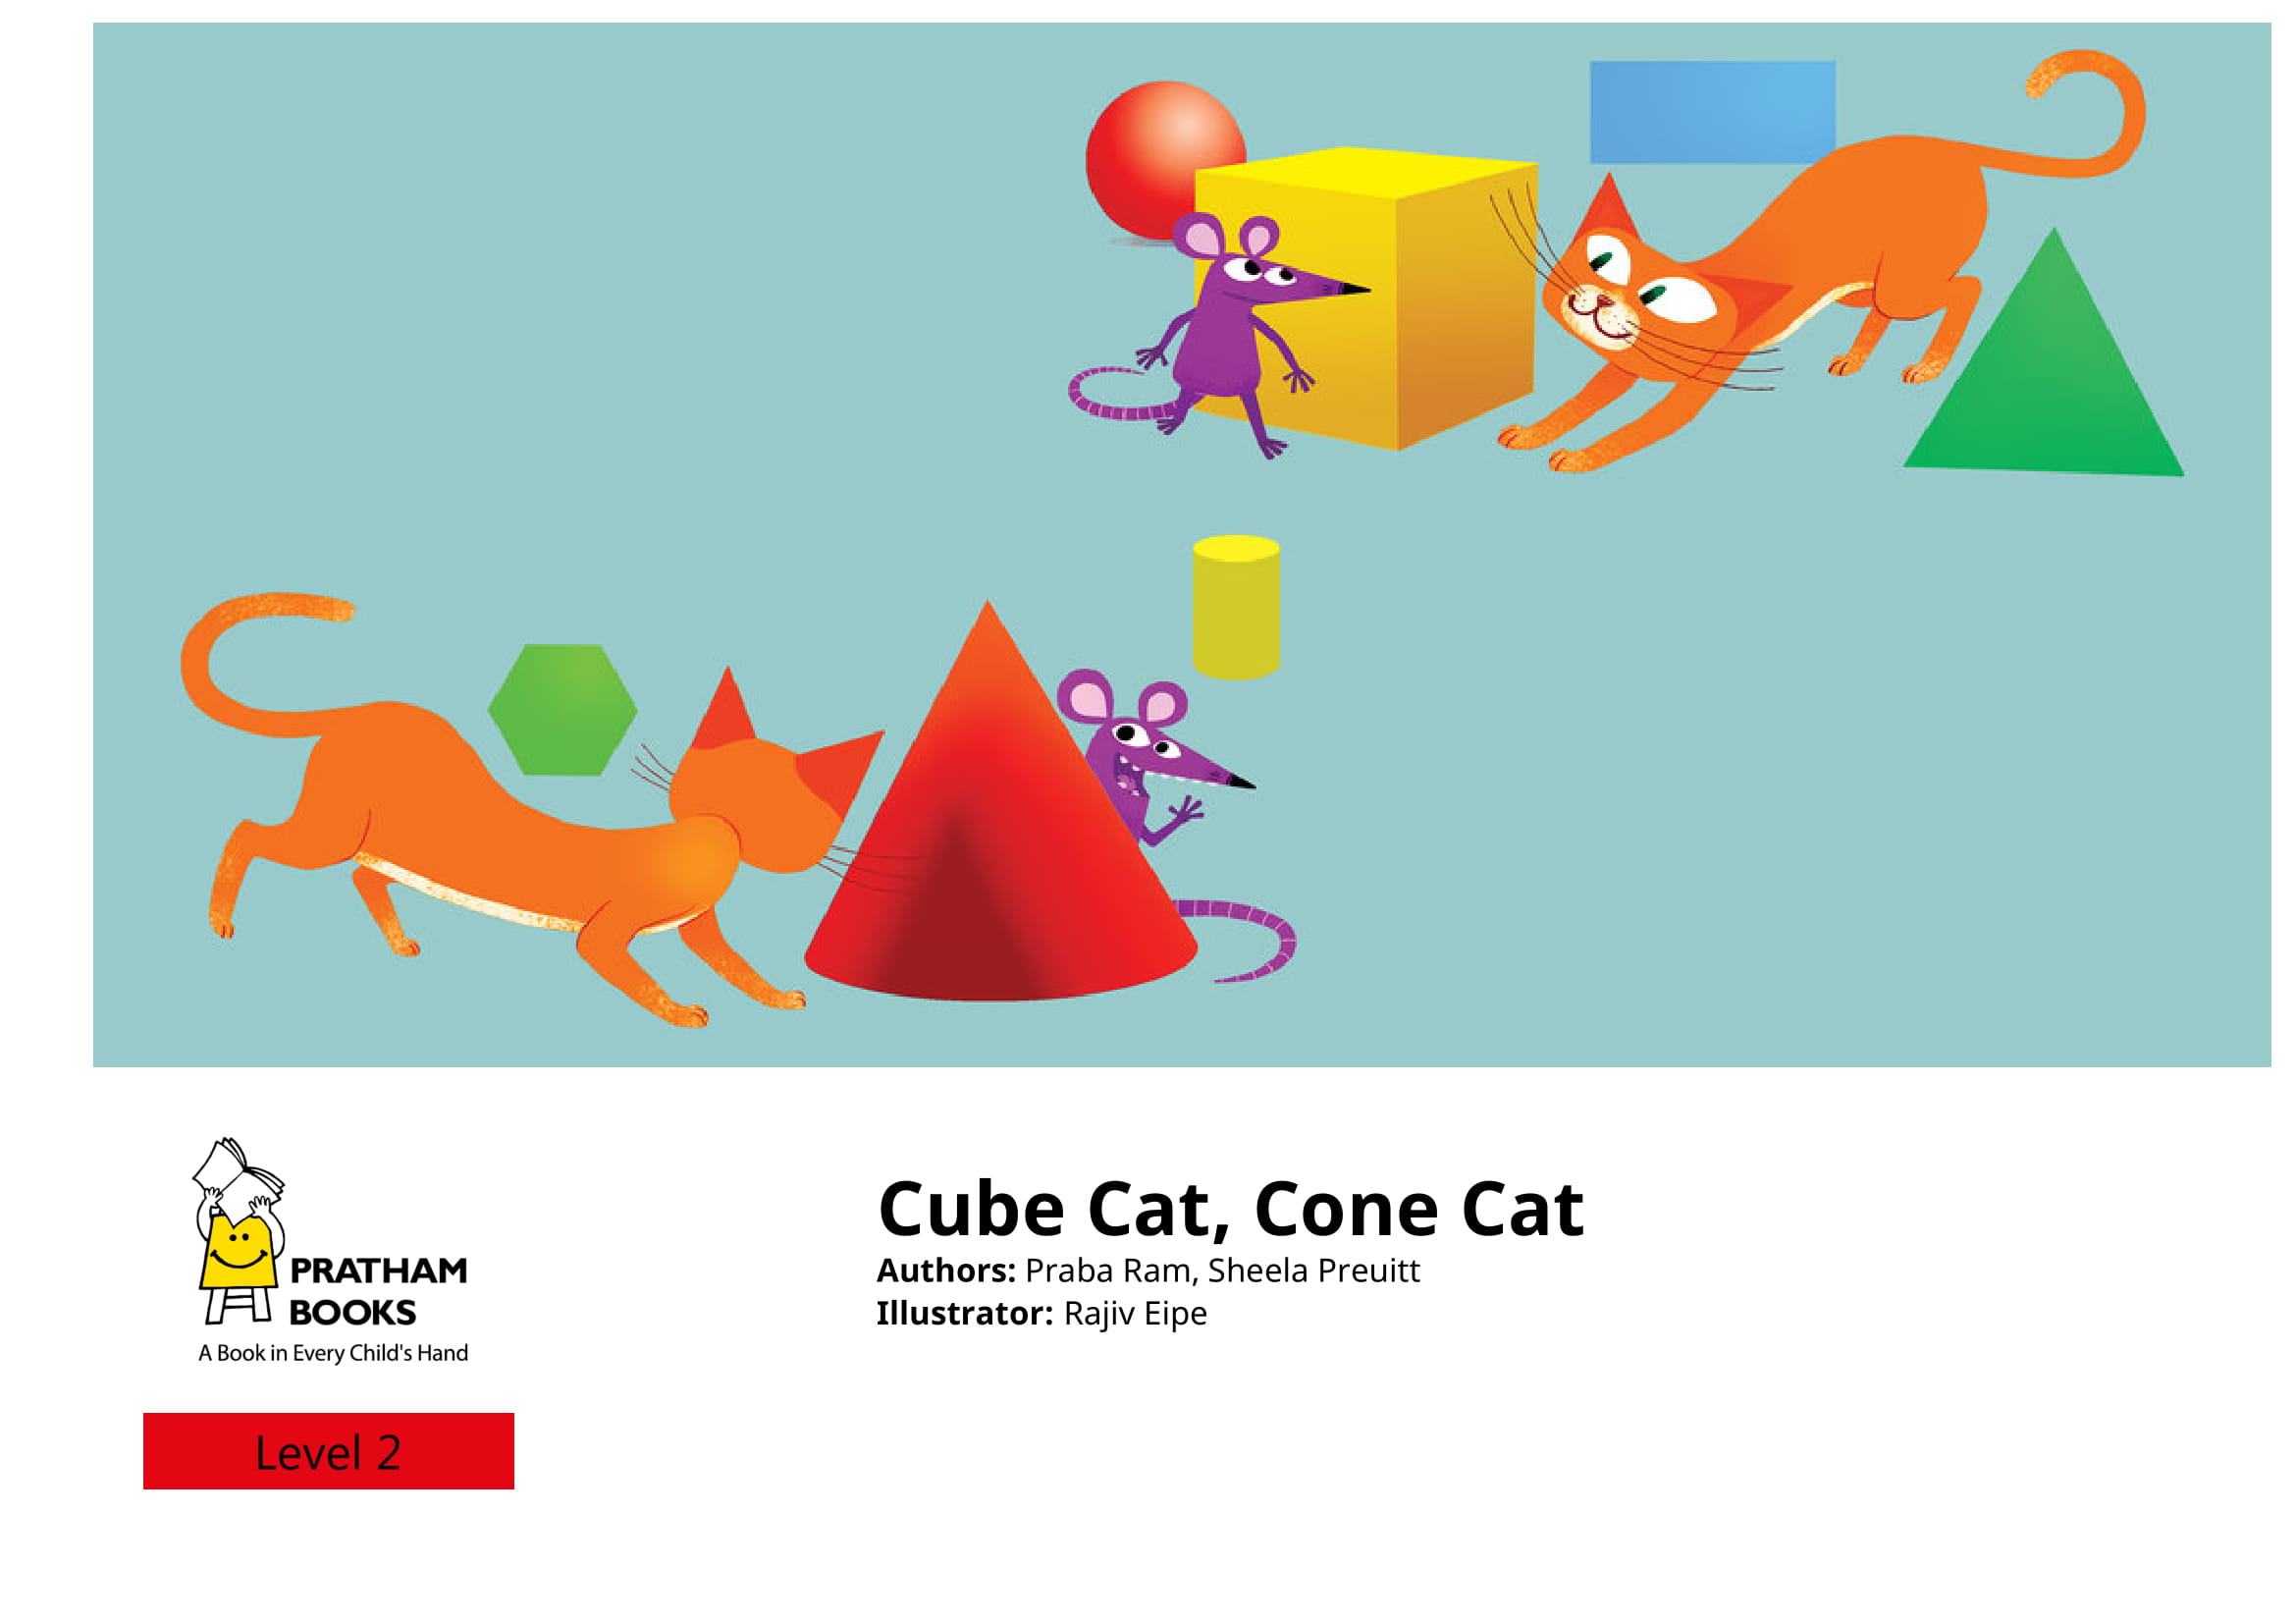 PRATHAM
BOOKS
A Book in Every Child's Hand
Level 2
Cube Cat, Cone Cat
Authors: Praba Ram, Sheela Preuitt
Illustrator: Rajiv Eipe